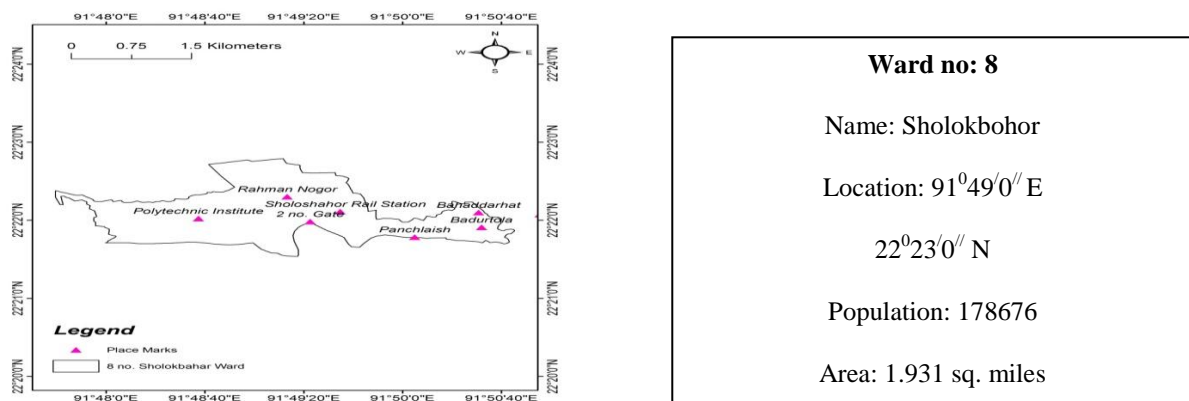 91°48'0"E 91°48'40"E 91°49'20"E 91°50'0"E 91°50'40"E
0 0.75 1.5 Kilometers
N
W E
S
22°24'0"N 22°24'0"N
22°23'0"N 22°23'0"N
Rahman Nogor
Sholoshahor Rail Station
Polytechnic Institute 2 no. Gate
Bahaddarhat
Badurtola
Panchlaish
22°22'0"N 22°22'0"N
22°21'0"N 22°21'0"N
Legend
Place Marks
8 no. Sholokbahar Ward
22°20'0"N 22°20'0"N
91°48'0"E 91°48'40"E 91°49'20"E 91°50'0"E 91°50'40"E
Ward no: 8
Name: Sholokbohor
Location: 91⁰49/0// E
22⁰23/0// N
Population: 178676
Area: 1.931 sq. miles